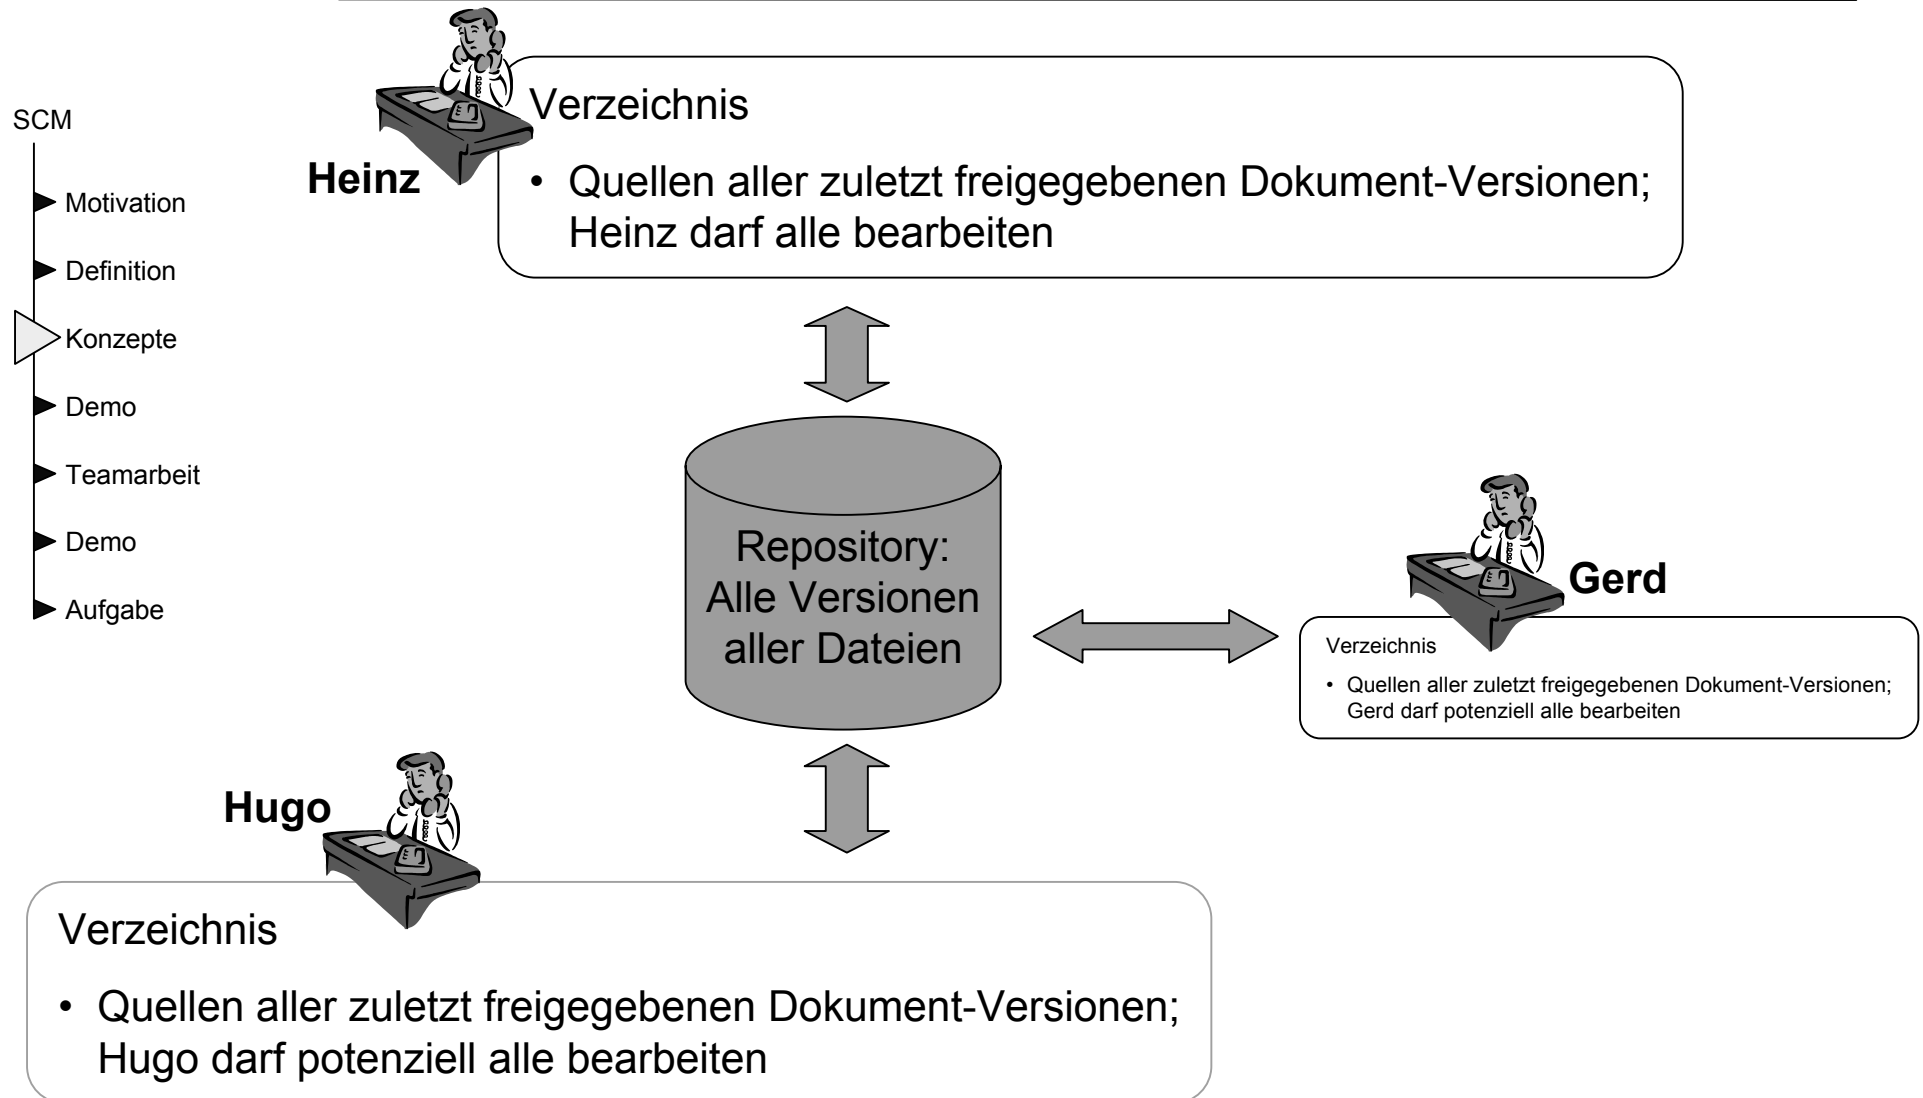 SCM
Motivation
Definition
Konzepte
Demo
Teamarbeit
Demo
Aufgabe
Heinz
Verzeichnis
• Quellen aller zuletzt freigegebenen Dokument-Versionen;
Heinz darf alle bearbeiten
Repository:
Alle Versionen
aller Dateien
Gerd
Verzeichnis
• Quellen aller zuletzt freigegebenen Dokument-Versionen;
Gerd darf potenziell alle bearbeiten
Hugo
Verzeichnis
• Quellen aller zuletzt freigegebenen Dokument-Versionen;
Hugo darf potenziell alle bearbeiten